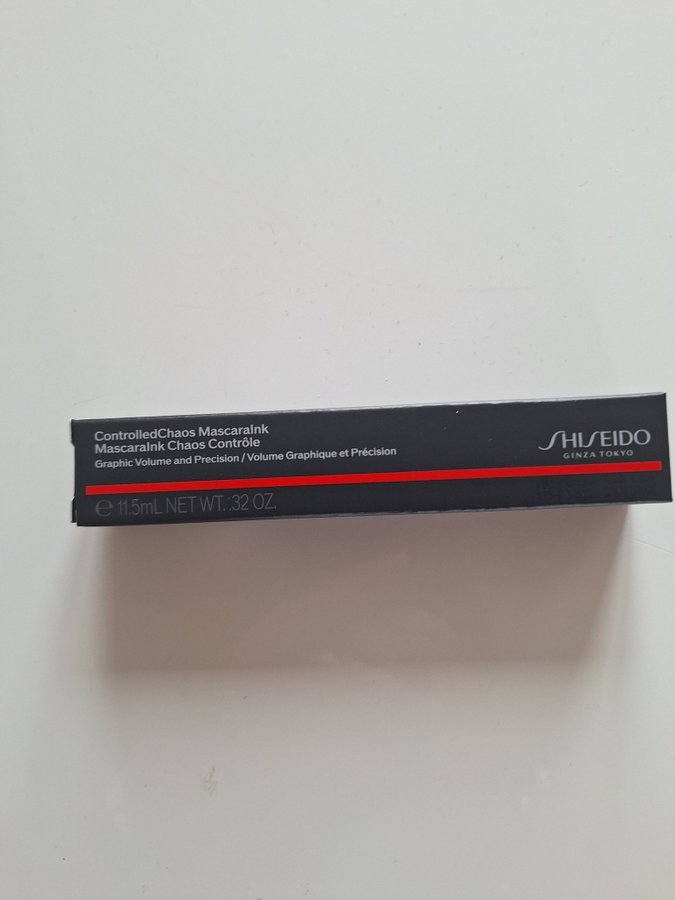 ControlledChaos MascaraInk
MascaraInk Chaos Contrôle
Graphic Volume and Precision / Volume Graphique et Précision
SHISEIDO
GINZA TOKYO
℮ 11.5mL NET WT. .32 OZ.